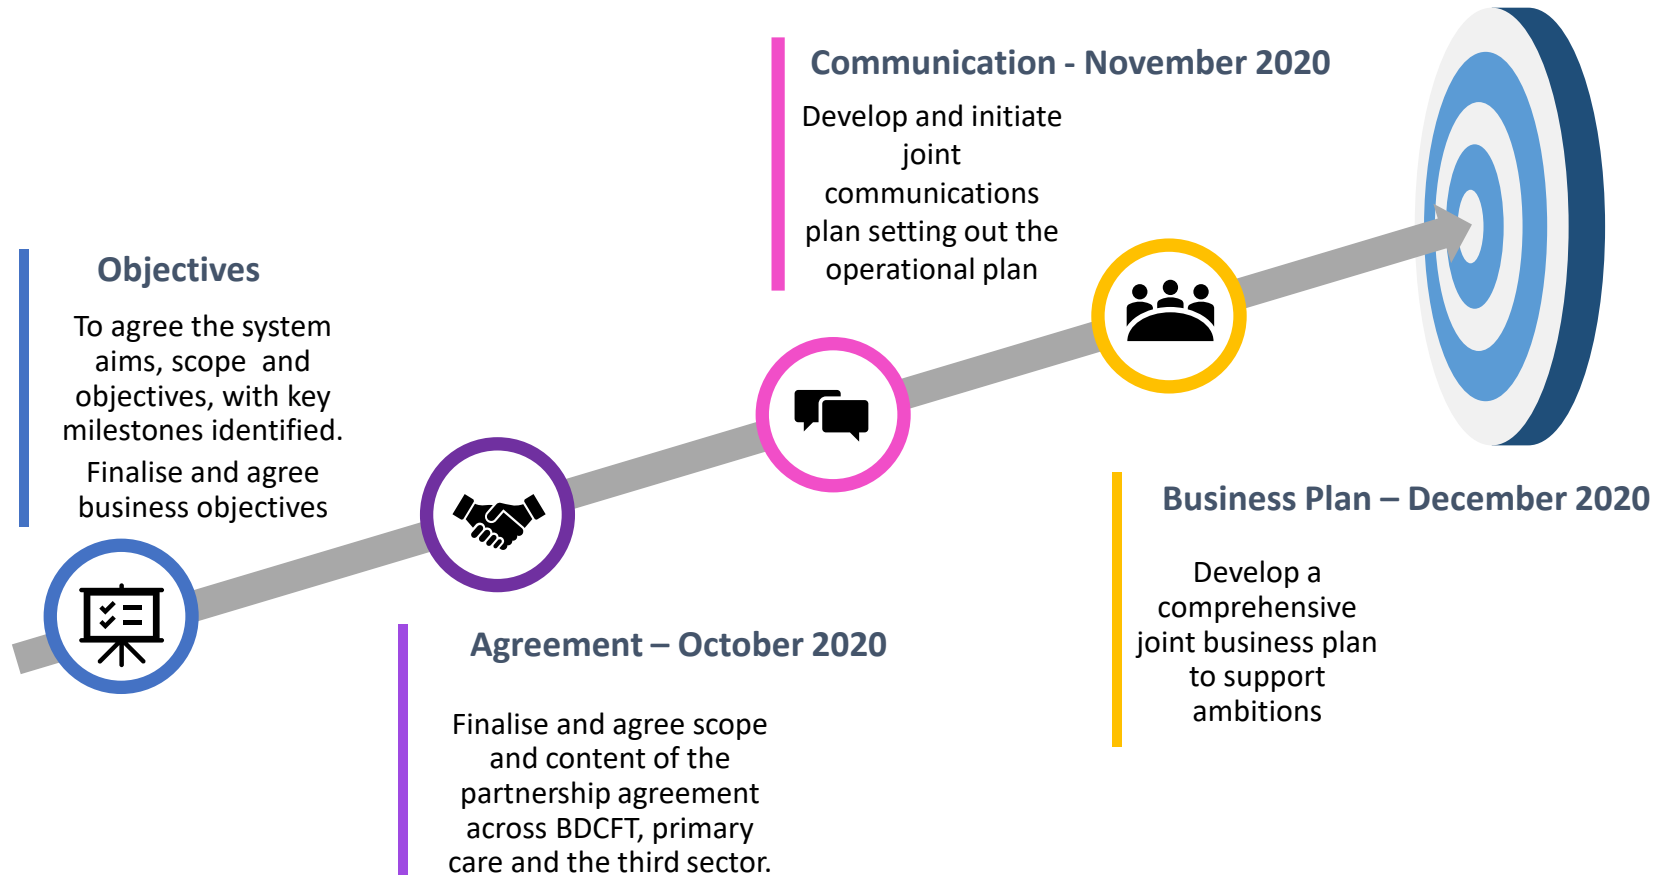 Objectives
To agree the system
aims, scope and
objectives, with key
milestones identified.
Finalise and agree
business objectives
Agreement – October 2020
Finalise and agree scope
and content of the
partnership agreement
across BDCFT, primary
care and the third sector.
Communication - November 2020
Develop and initiate
joint
communications
plan setting out the
operational plan
Business Plan – December 2020
Develop a
comprehensive
joint business plan
to support
ambitions